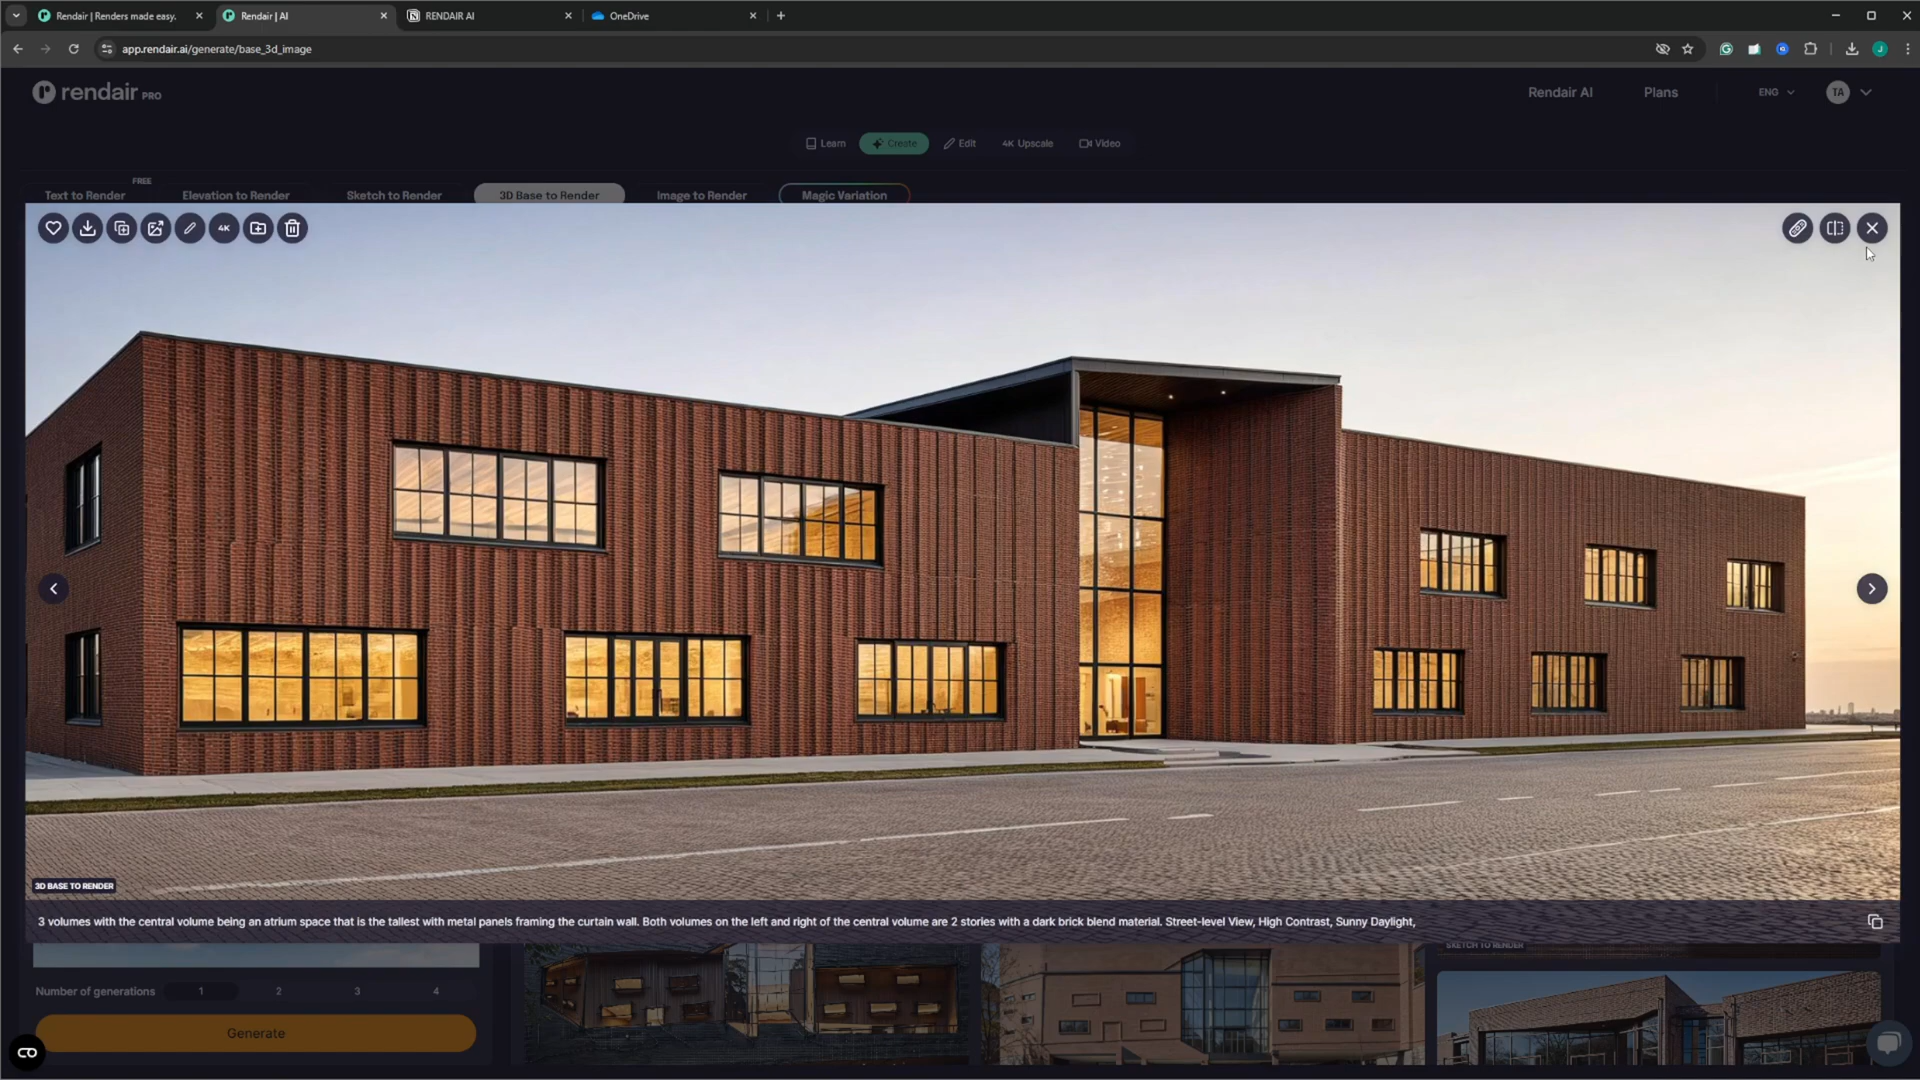 Rendair | Renders made easy.
Rendair | AI
RENDAIR AI
OneDrive
app.rendair.ai/generate/base_3d_image
J
rendair PRO
Rendair AI
Plans
ENG
TA
Learn
Create
Edit
4K Upscale
Video
FREE
Text to Render
Elevation to Render
Sketch to Render
3D Base to Render
Image to Render
Magic Variation
4K
3D BASE TO RENDER
3 volumes with the central volume being an atrium space that is the tallest with metal panels framing the curtain wall. Both volumes on the left and right of the central volume are 2 stories with a dark brick blend material. Street-level View, High Contrast, Sunny Daylight,
SKETCH TO RENDER
Number of generations
1
2
3
4
Generate